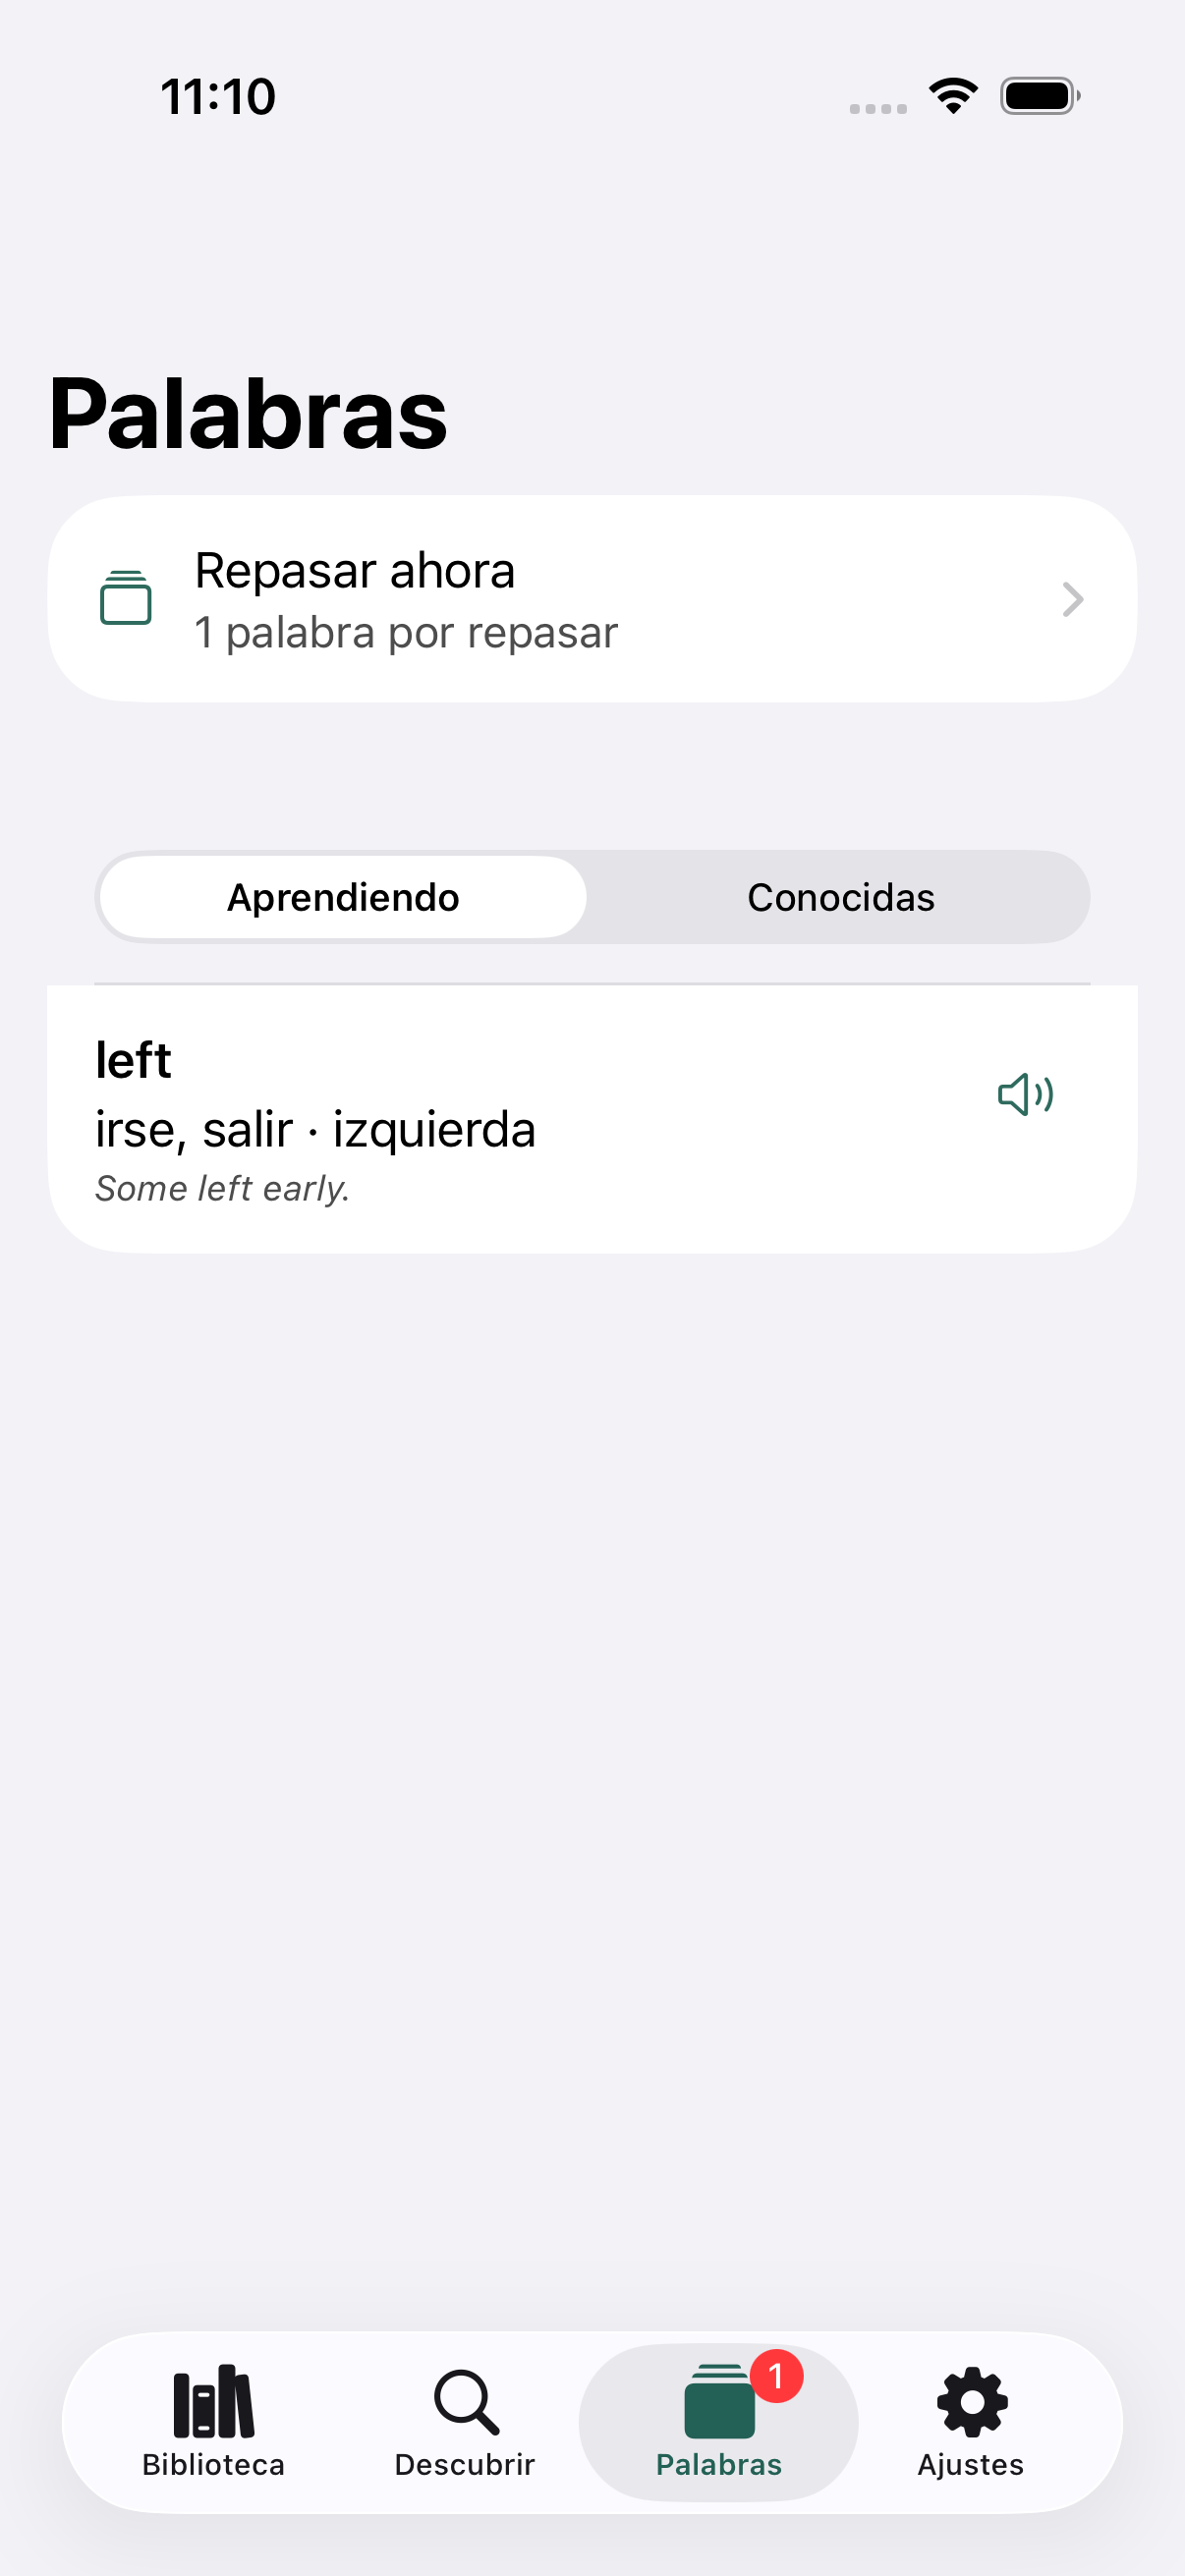 11:10
Palabras
Repasar ahora
1 palabra por repasar
Aprendiendo
Conocidas
left
irse, salir · izquierda
Some left early.
1
Biblioteca
Descubrir
Palabras
Ajustes